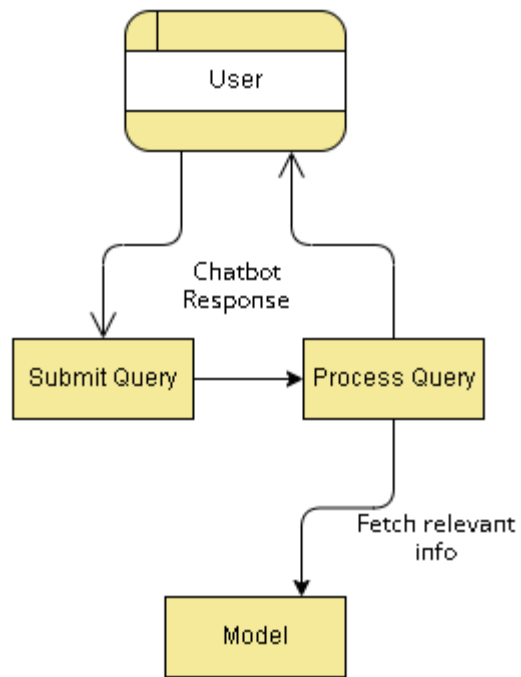 User
Chatbot
Response
Submit Query
Process Query
Fetch relevant
info
Model